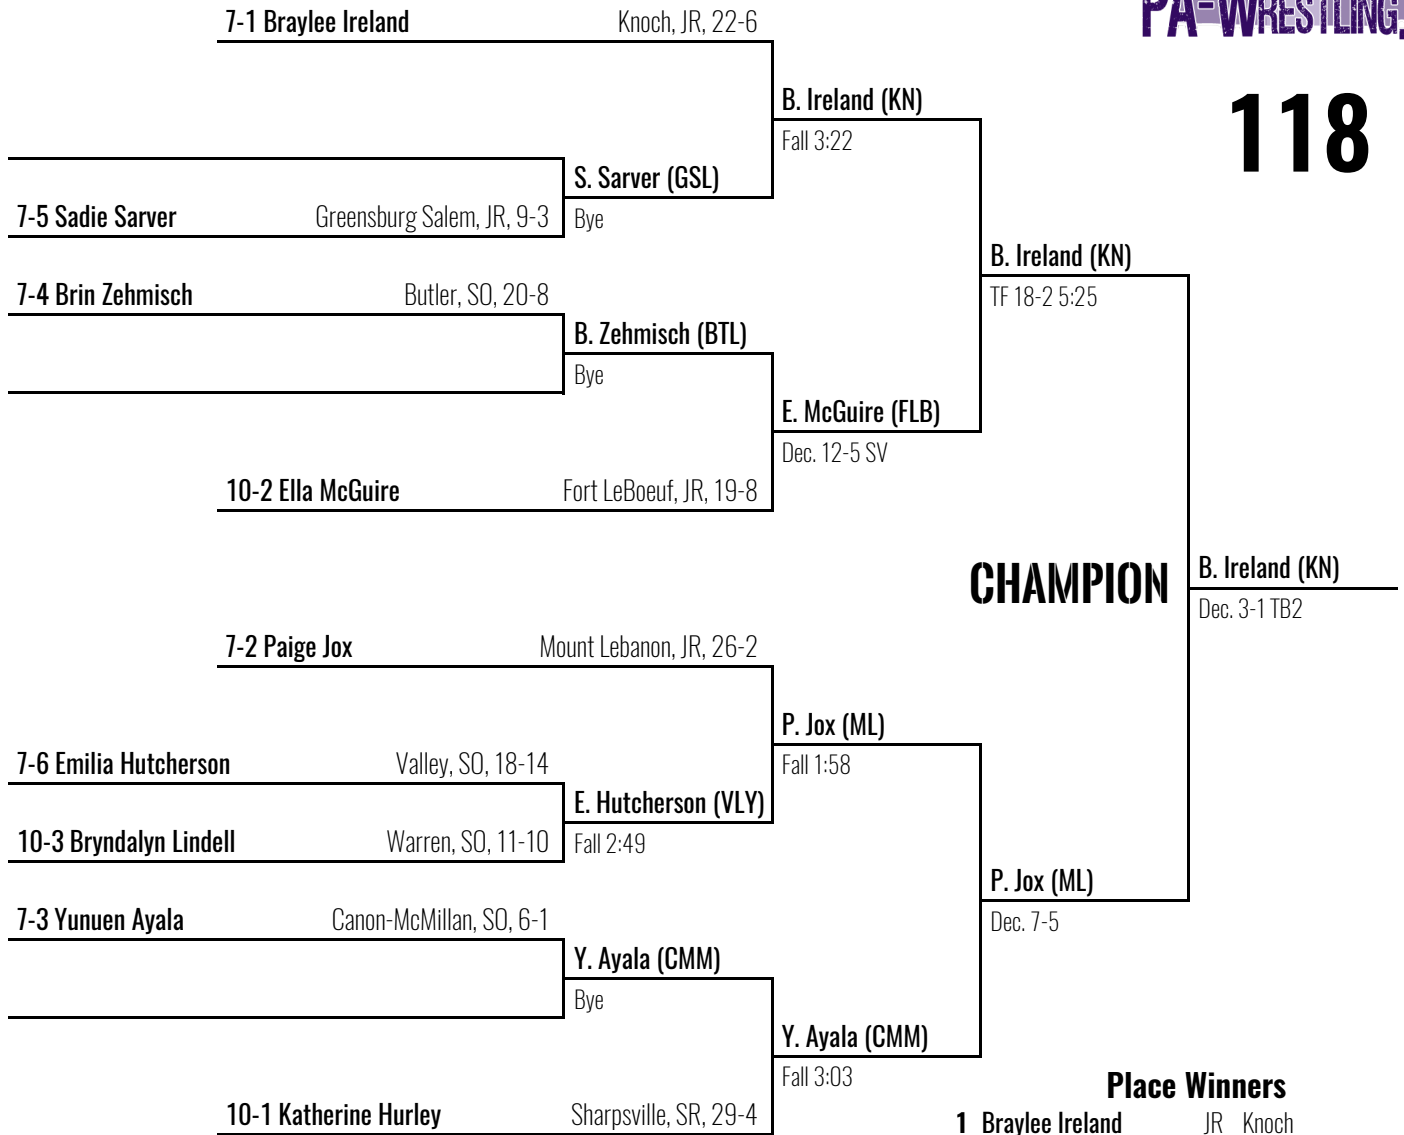 7-1 Braylee Ireland Knoch, JR, 22-6
PA-WRESTLING.
B. Ireland (KN)
118
Fall 3:22
S. Sarver (GSL)
7-5 Sadie Sarver Greensburg Salem, JR, 9-3
Bye
B. Ireland (KN)
7-4 Brin Zehmisch Butler, SO, 20-8
TF 18-2 5:25
B. Zehmisch (BTL)
Bye
E. McGuire (FLB)
Dec. 12-5 SV
10-2 Ella McGuire Fort LeBoeuf, JR, 19-8
CHAMPION
B. Ireland (KN)
Dec. 3-1 TB2
7-2 Paige Jox Mount Lebanon, JR, 26-2
P. Jox (ML)
7-6 Emilia Hutcherson Valley, SO, 18-14
Fall 1:58
E. Hutcherson (VLY)
10-3 Bryndalyn Lindell Warren, SO, 11-10
Fall 2:49
P. Jox (ML)
7-3 Yunuen Ayala Canon-McMillan, SO, 6-1
Dec. 7-5
Y. Ayala (CMM)
Bye
Y. Ayala (CMM)
Fall 3:03
Place Winners
10-1 Katherine Hurley Sharpsville, SR, 29-4
1 Braylee Ireland JR Knoch